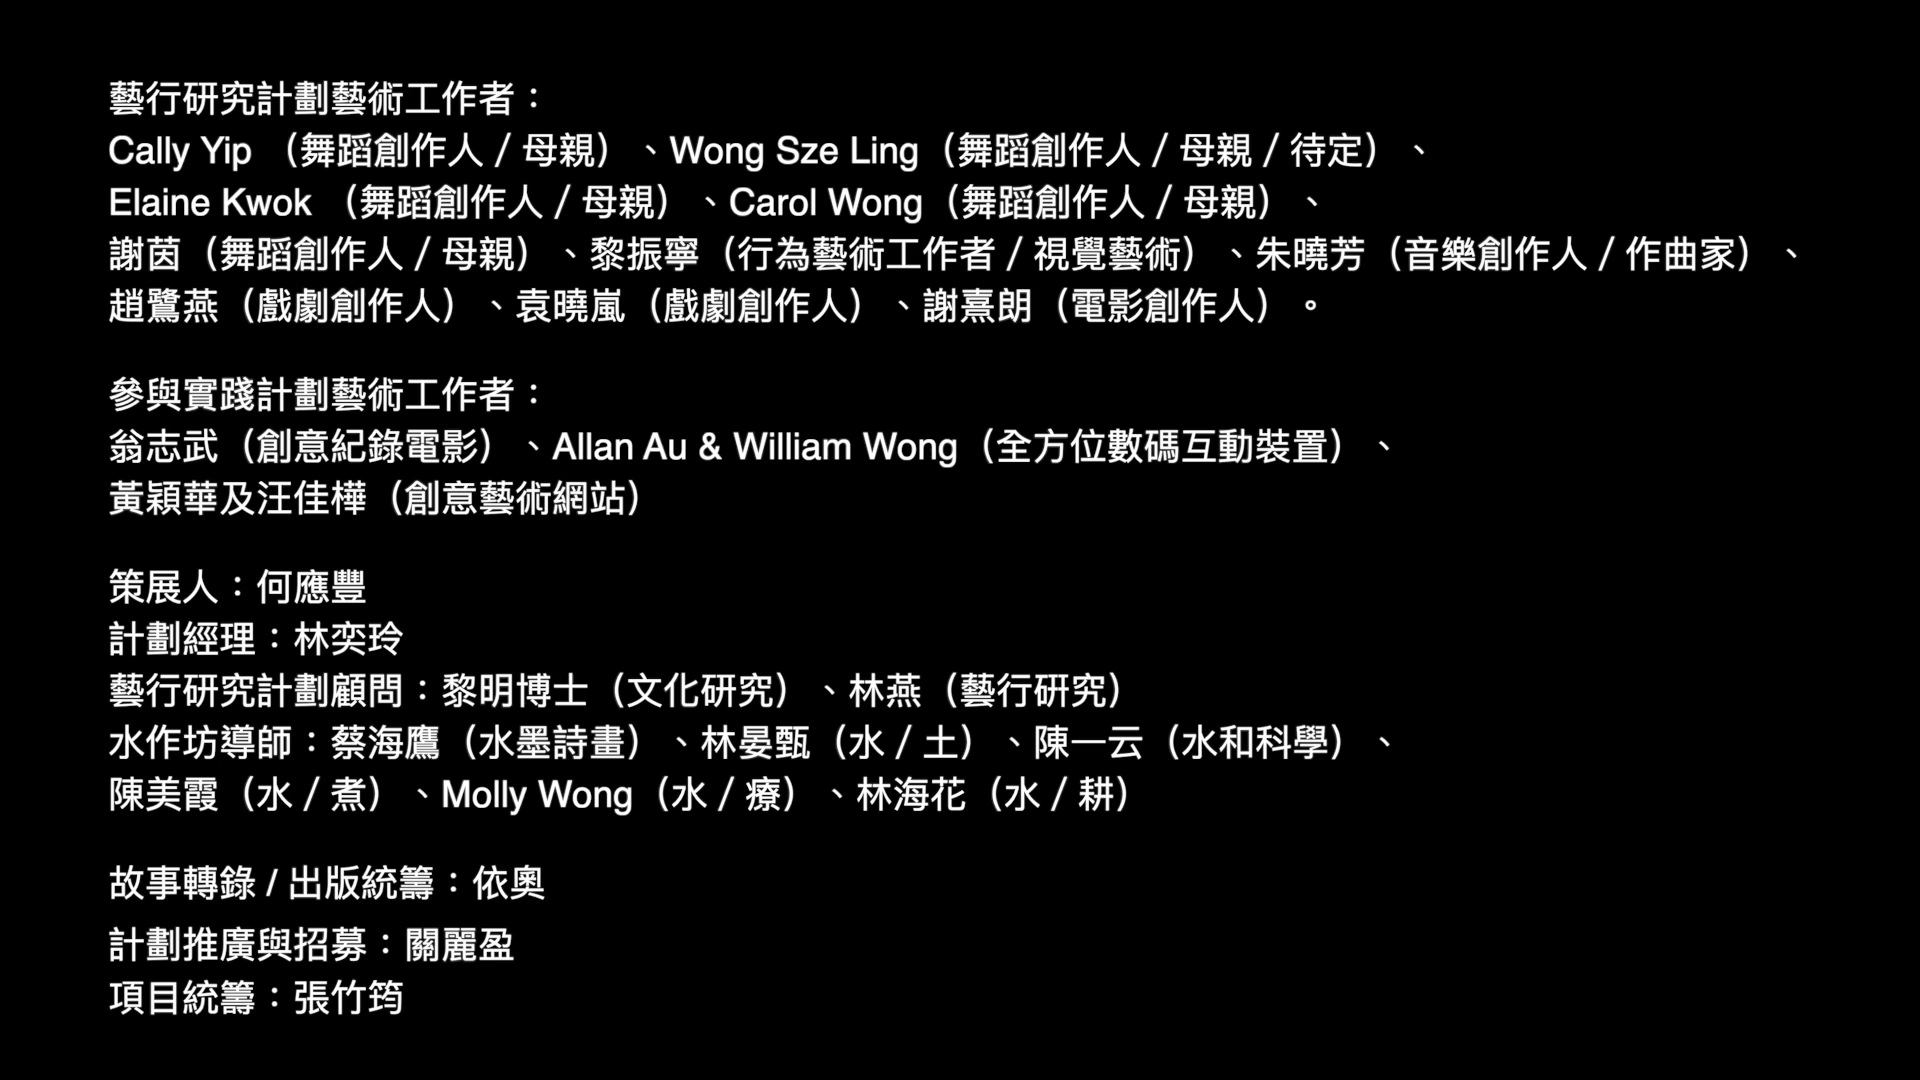 藝行研究計劃藝術工作者：
Cally Yip （舞蹈創作人 / 母親）、Wong Sze Ling（舞蹈創作人 / 母親 / 待定）、
Elaine Kwok （舞蹈創作人 / 母親）、Carol Wong（舞蹈創作人 / 母親）、
謝茵（舞蹈創作人 / 母親）、黎振寧（行為藝術工作者 / 視覺藝術）、朱曉芳（音樂創作人 / 作曲家）、
趙鷺燕（戲劇創作人）、袁曉嵐（戲劇創作人）、謝熹朗（電影創作人）。
參與實踐計劃藝術工作者：
翁志武（創意紀錄電影）、Allan Au & William Wong（全方位數碼互動裝置）、
黃穎華及汪佳樺（創意藝術網站）
策展人：何應豐
計劃經理：林奕玲
藝行研究計劃顧問：黎明博士（文化研究）、林燕（藝行研究）
水作坊導師：蔡海鷹（水墨詩畫）、林晏甄（水 / 土）、陳一云（水和科學）、
陳美霞（水 / 煮）、Molly Wong（水 / 療）、林海花（水 / 耕）
故事轉錄 / 出版統籌：依奧
計劃推廣與招募：關麗盈
項目統籌：張竹筠